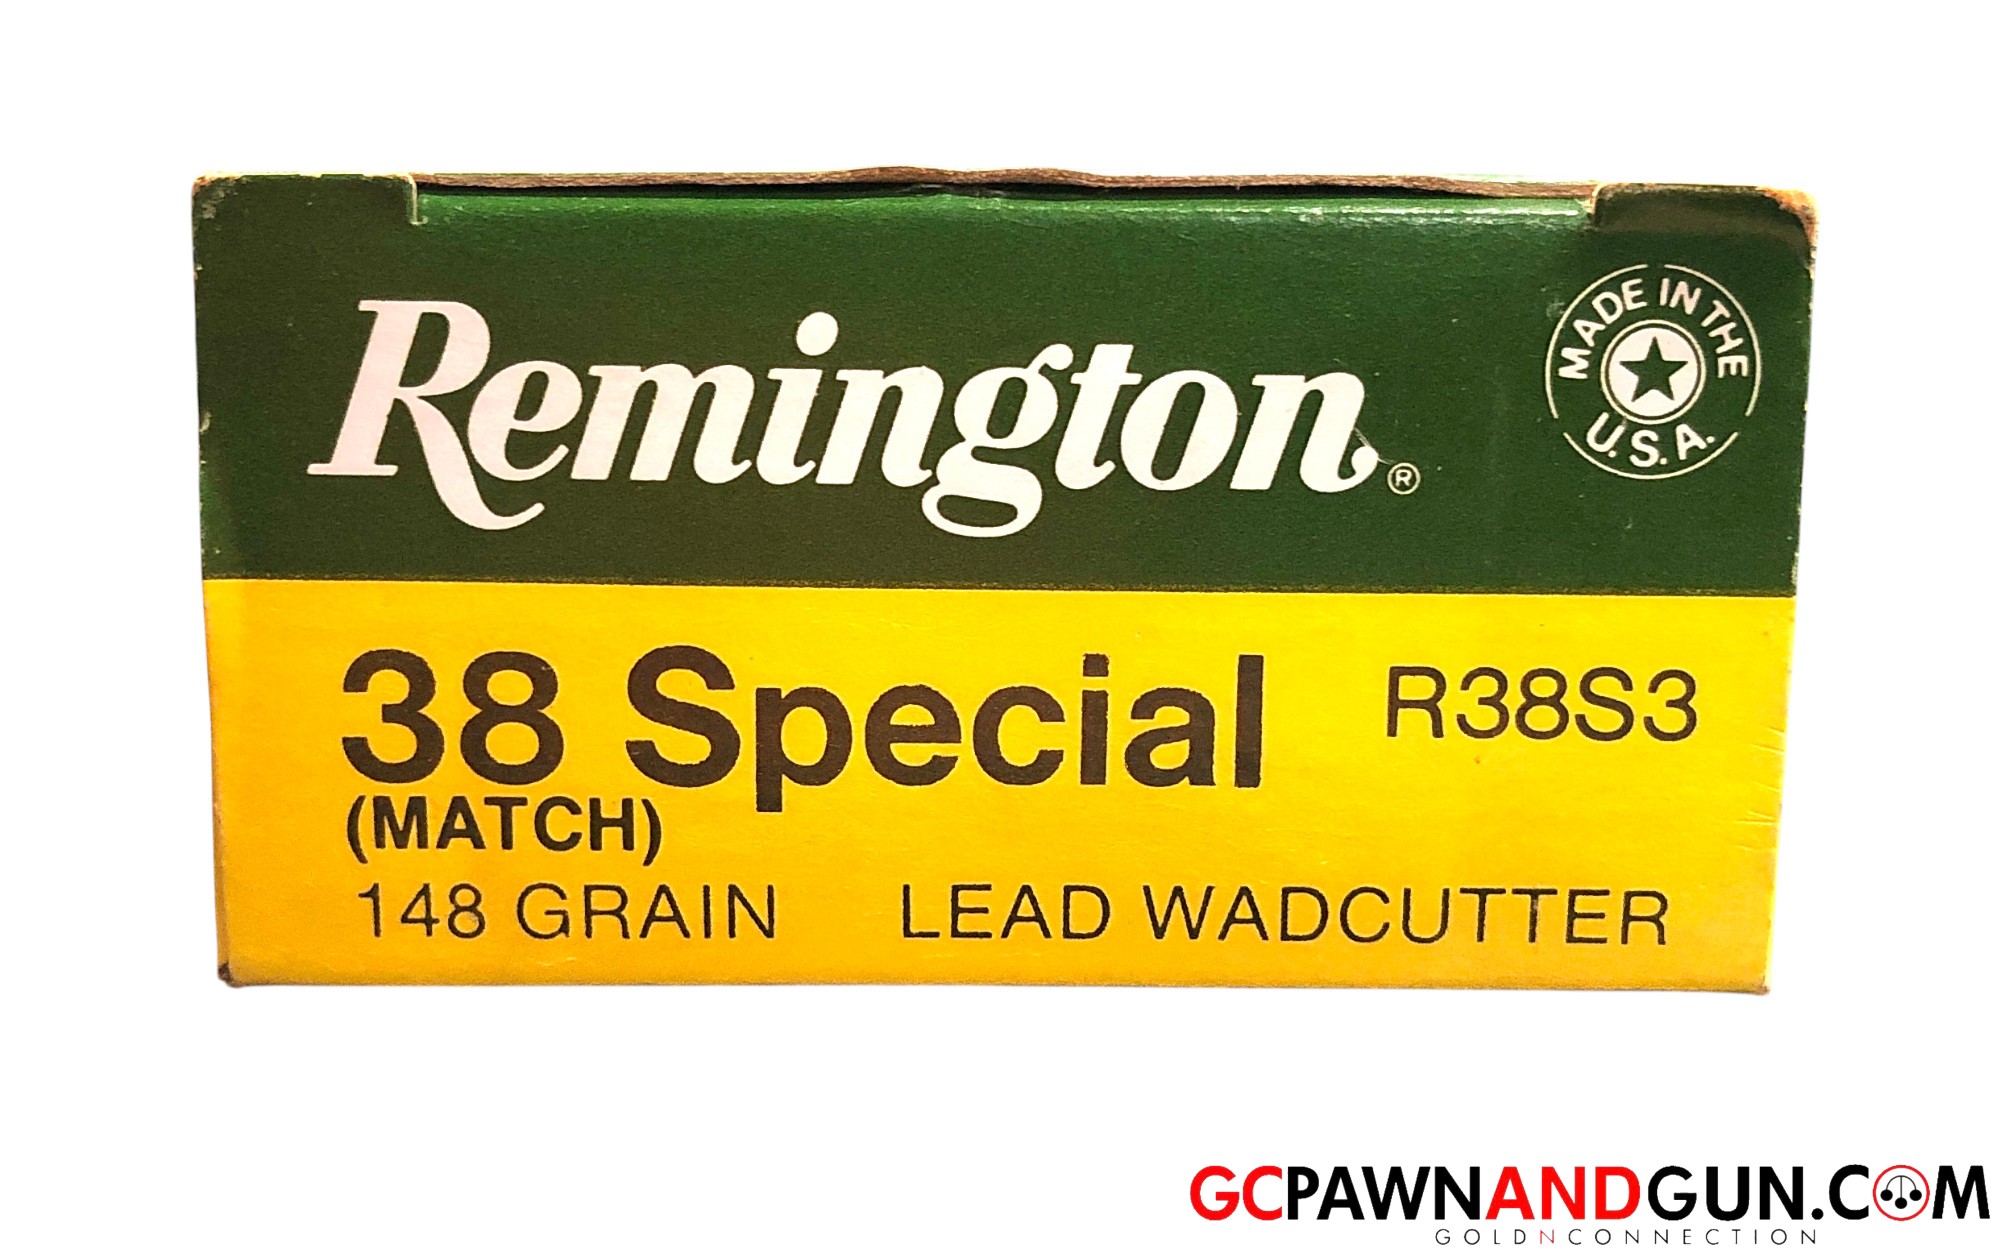 Remington®
MADE IN THE
U.S.A.
38 Special R38S3
(MATCH)
148 GRAIN LEAD WADCUTTER
GCPAWNANDGUN.COM
GOLDNCONNECTION